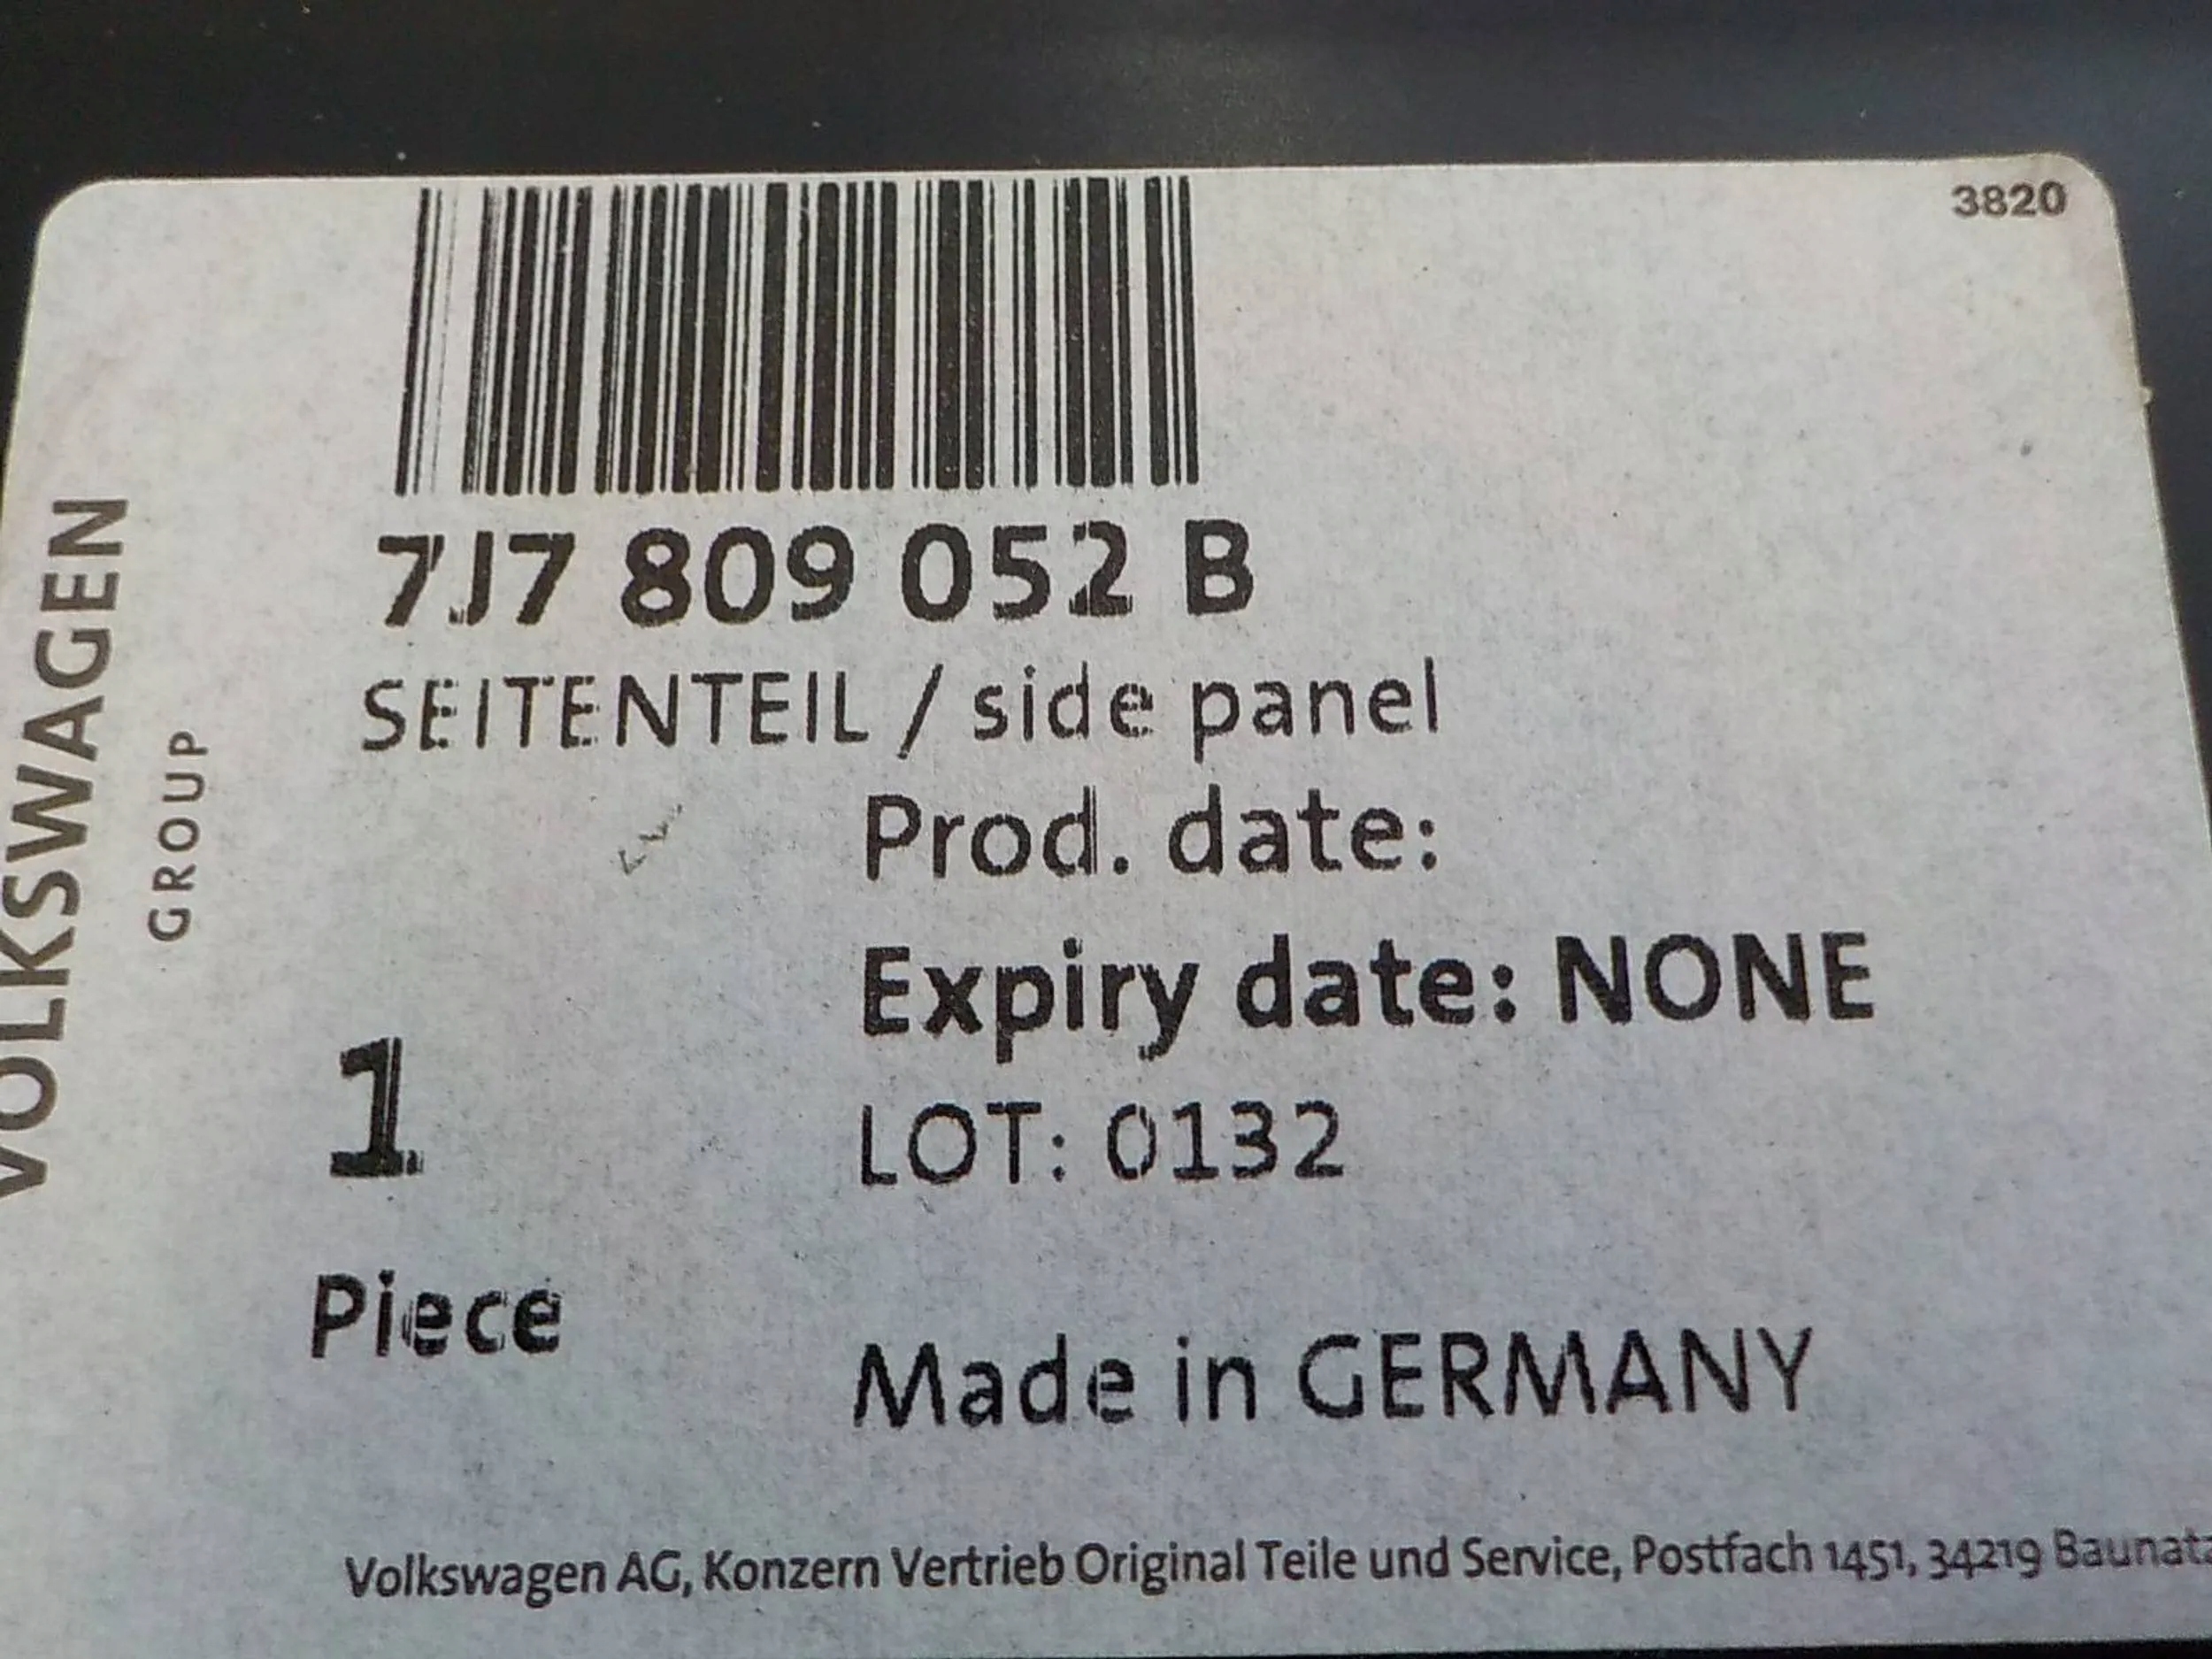 3820
7J7 809 052 B
SEITENTEIL / side panel
Prod. date:
Expiry date: NONE
LOT: 0132
1
Piece
Made in GERMANY
Volkswagen AG, Konzern Vertrieb Original Teile und Service, Postfach 1451, 34219 Baunata
VOLKSWAGEN
GROUP